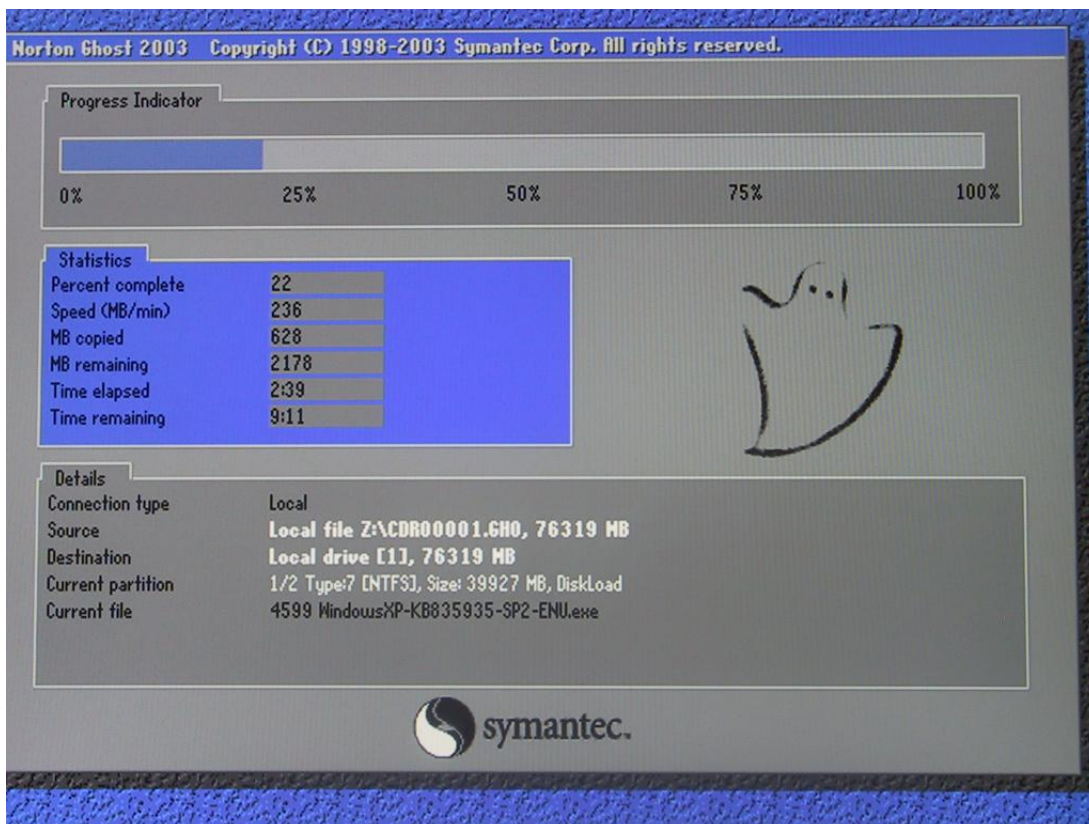 Norton Ghost 2003 Copyright (C) 1998-2003 Symantec Corp. All rights reserved.
Progress Indicator
0% 25% 50% 75% 100%
Statistics
Percent complete 22
Speed (MB/min) 236
MB copied 628
MB remaining 2178
Time elapsed 2:39
Time remaining 9:11
Details
Connection type Local
Source Local file Z:\CDR00001.GHO, 76319 MB
Destination Local drive [1], 76319 MB
Current partition 1/2 Type:7 [NTFS], Size: 39927 MB, DiskLoad
Current file 4599 WindowsXP-KB835935-SP2-ENU.exe
symantec.